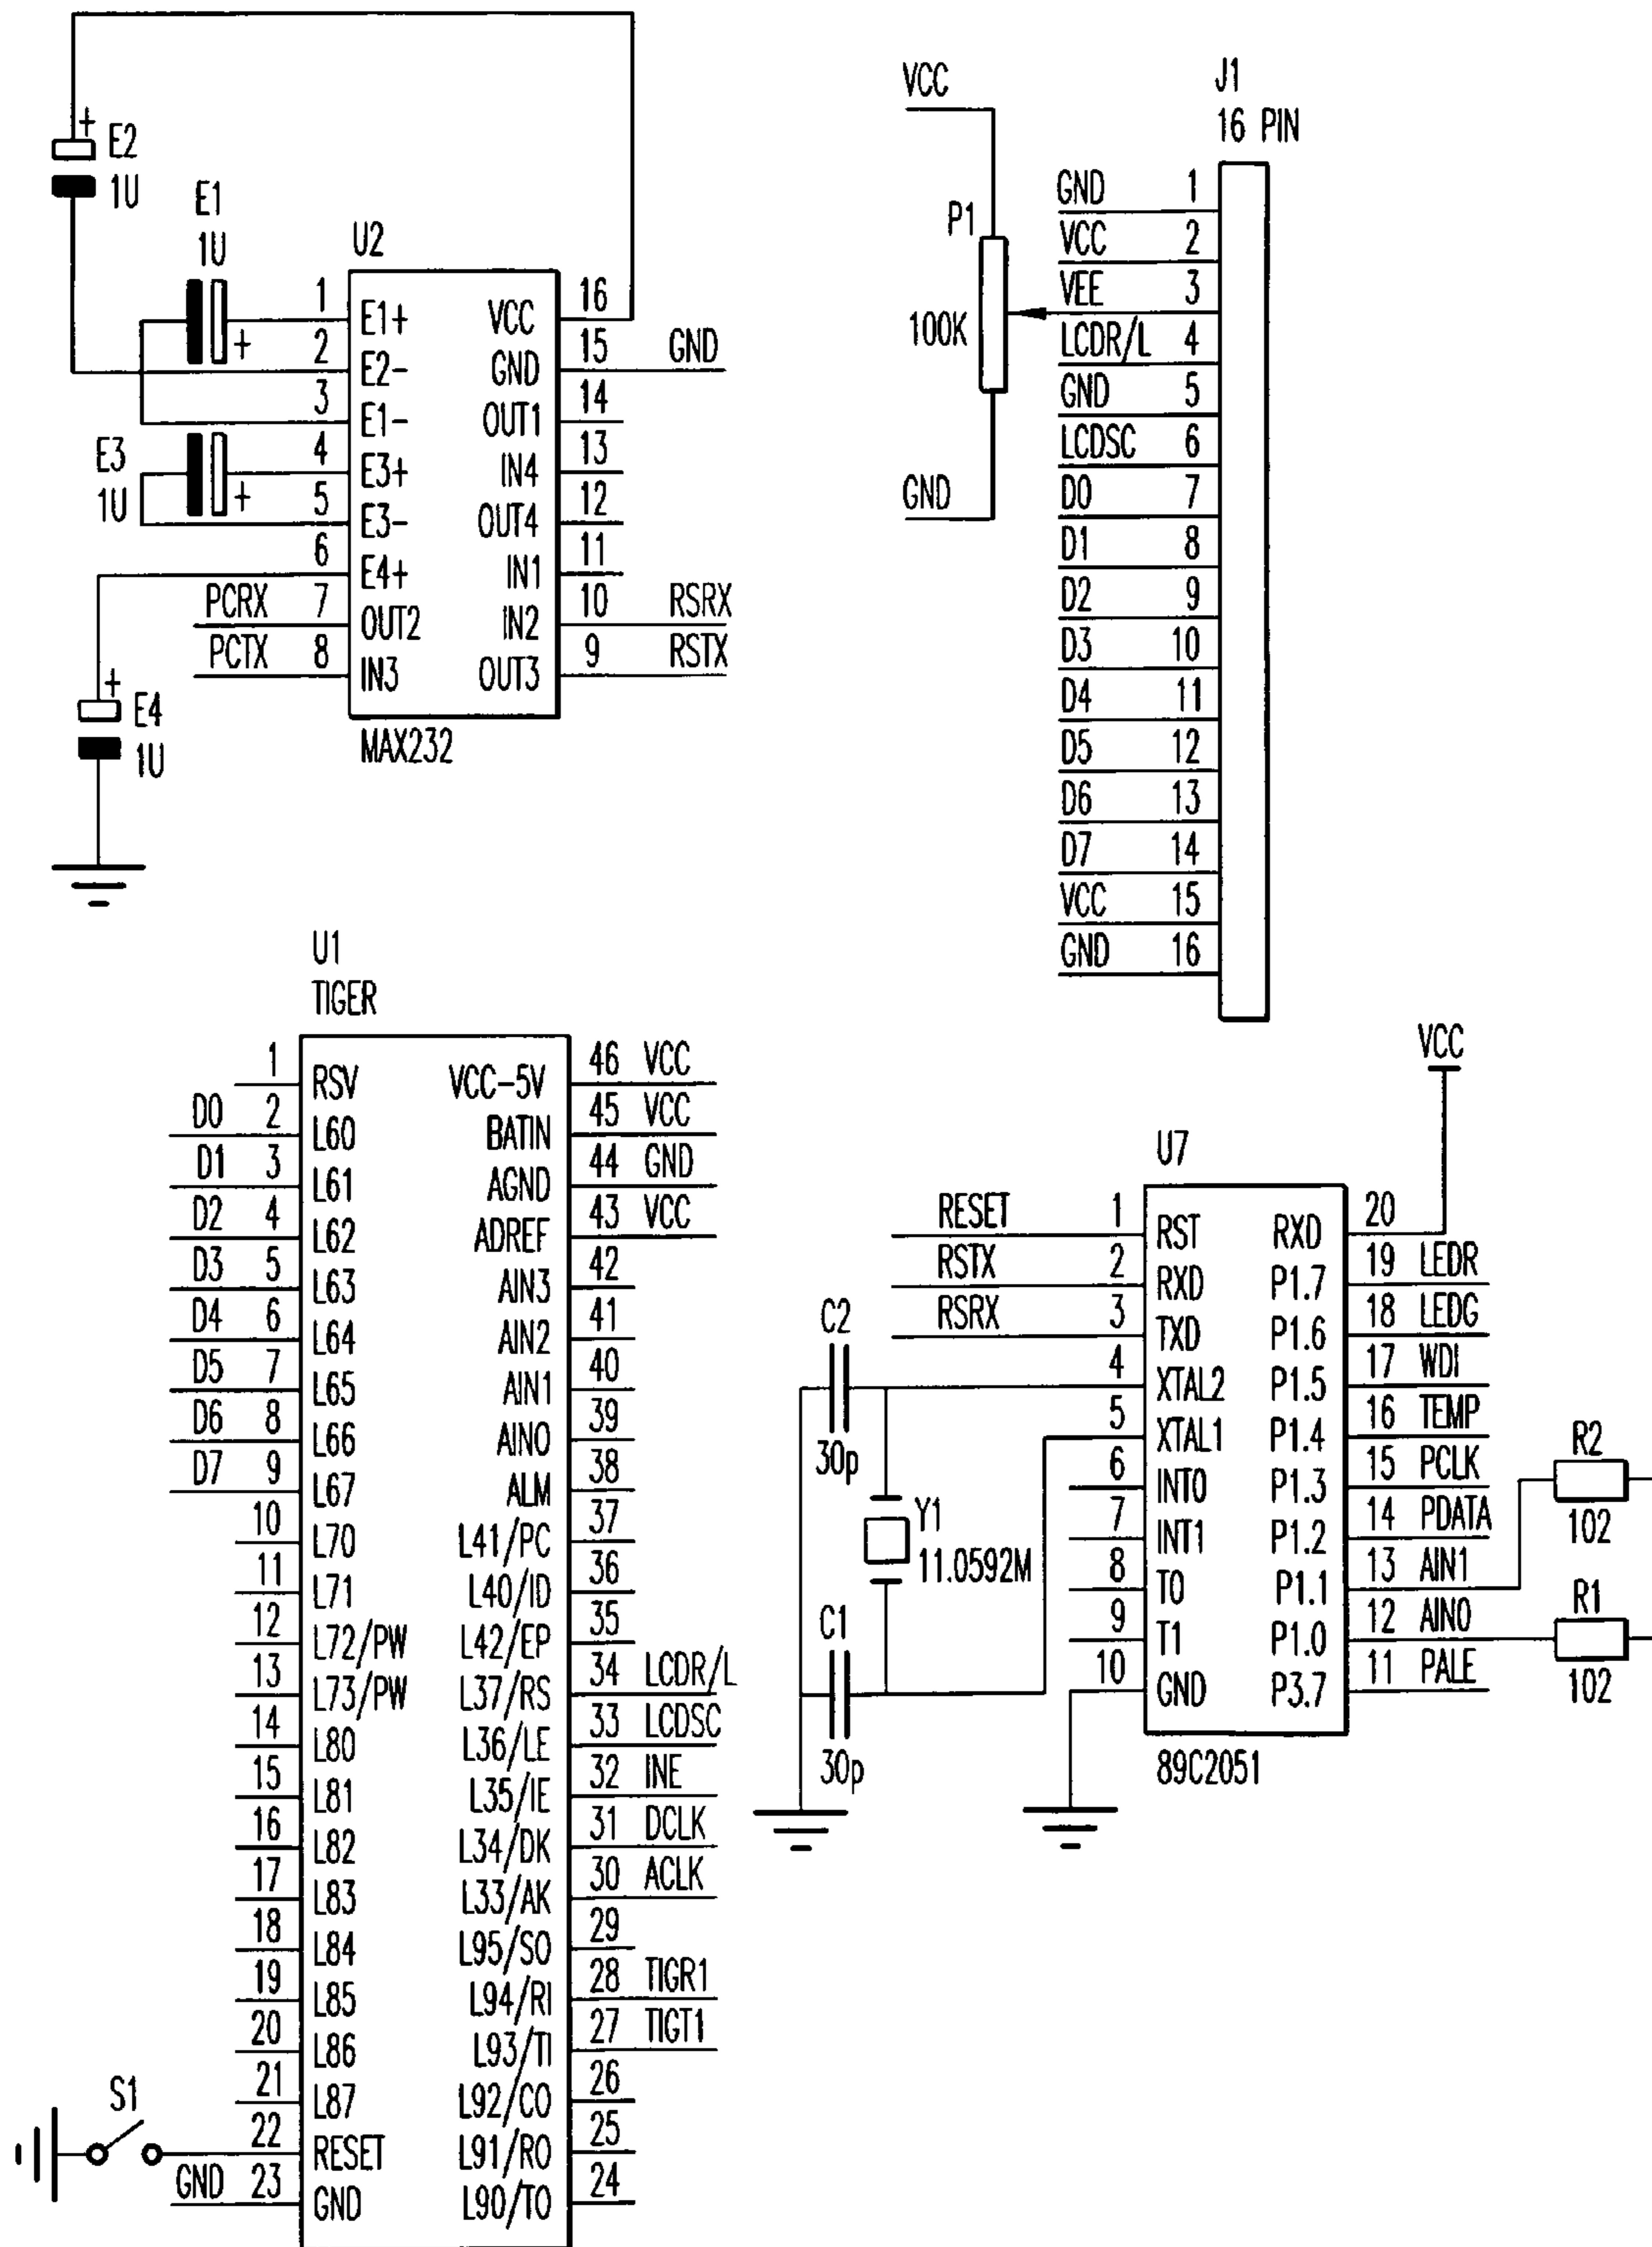 E2
1U
+
E1
1U
+
E3
1U
+
E4
1U
+
U2
1 E1+ VCC 16
2 E2- GND 15 GND
3 E1- OUT1 14
4 E3+ IN4 13
5 E3- OUT4 12
6 E4+ IN1 11
PCRX 7 OUT2 IN2 10 RSRX
PCTX 8 IN3 OUT3 9 RSTX
MAX232
VCC
P1
100K
GND
J1
16 PIN
GND 1
VCC 2
VEE 3
LCDR/L 4
GND 5
LCDSC 6
D0 7
D1 8
D2 9
D3 10
D4 11
D5 12
D6 13
D7 14
VCC 15
GND 16
U1
TIGER
1 RSV VCC-5V 46 VCC
D0 2 L60 BATIN 45 VCC
D1 3 L61 AGND 44 GND
D2 4 L62 ADREF 43 VCC
D3 5 L63 AIN3 42
D4 6 L64 AIN2 41
D5 7 L65 AIN1 40
D6 8 L66 AIN0 39
D7 9 L67 ALM 38
10 L70 L41/PC 37
11 L71 L40/ID 36
12 L72/PW L42/EP 35
13 L73/PW L37/RS 34 LCDR/L
14 L80 L36/LE 33 LCDSC
15 L81 L35/IE 32 INE
16 L82 L34/DK 31 DCLK
17 L83 L33/AK 30 ACLK
18 L84 L95/SO 29
19 L85 L94/RI 28 TIGR1
20 L86 L93/TI 27 TIGT1
21 L87 L92/CO 26
S1
22 RESET L91/RO 25
GND 23 GND L90/TO 24
VCC
U7
RESET 1 RST RXD 20
RSTX 2 RXD P1.7 19 LEDR
RSRX 3 TXD P1.6 18 LEDG
4 XTAL2 P1.5 17 WDI
5 XTAL1 P1.4 16 TEMP
6 INT0 P1.3 15 PCLK
7 INT1 P1.2 14 PDATA
8 T0 P1.1 13 AIN1
9 T1 P1.0 12 AIN0
10 GND P3.7 11 PALE
89C2051
C2
30p
Y1
11.0592M
C1
30p
R2
102
R1
102